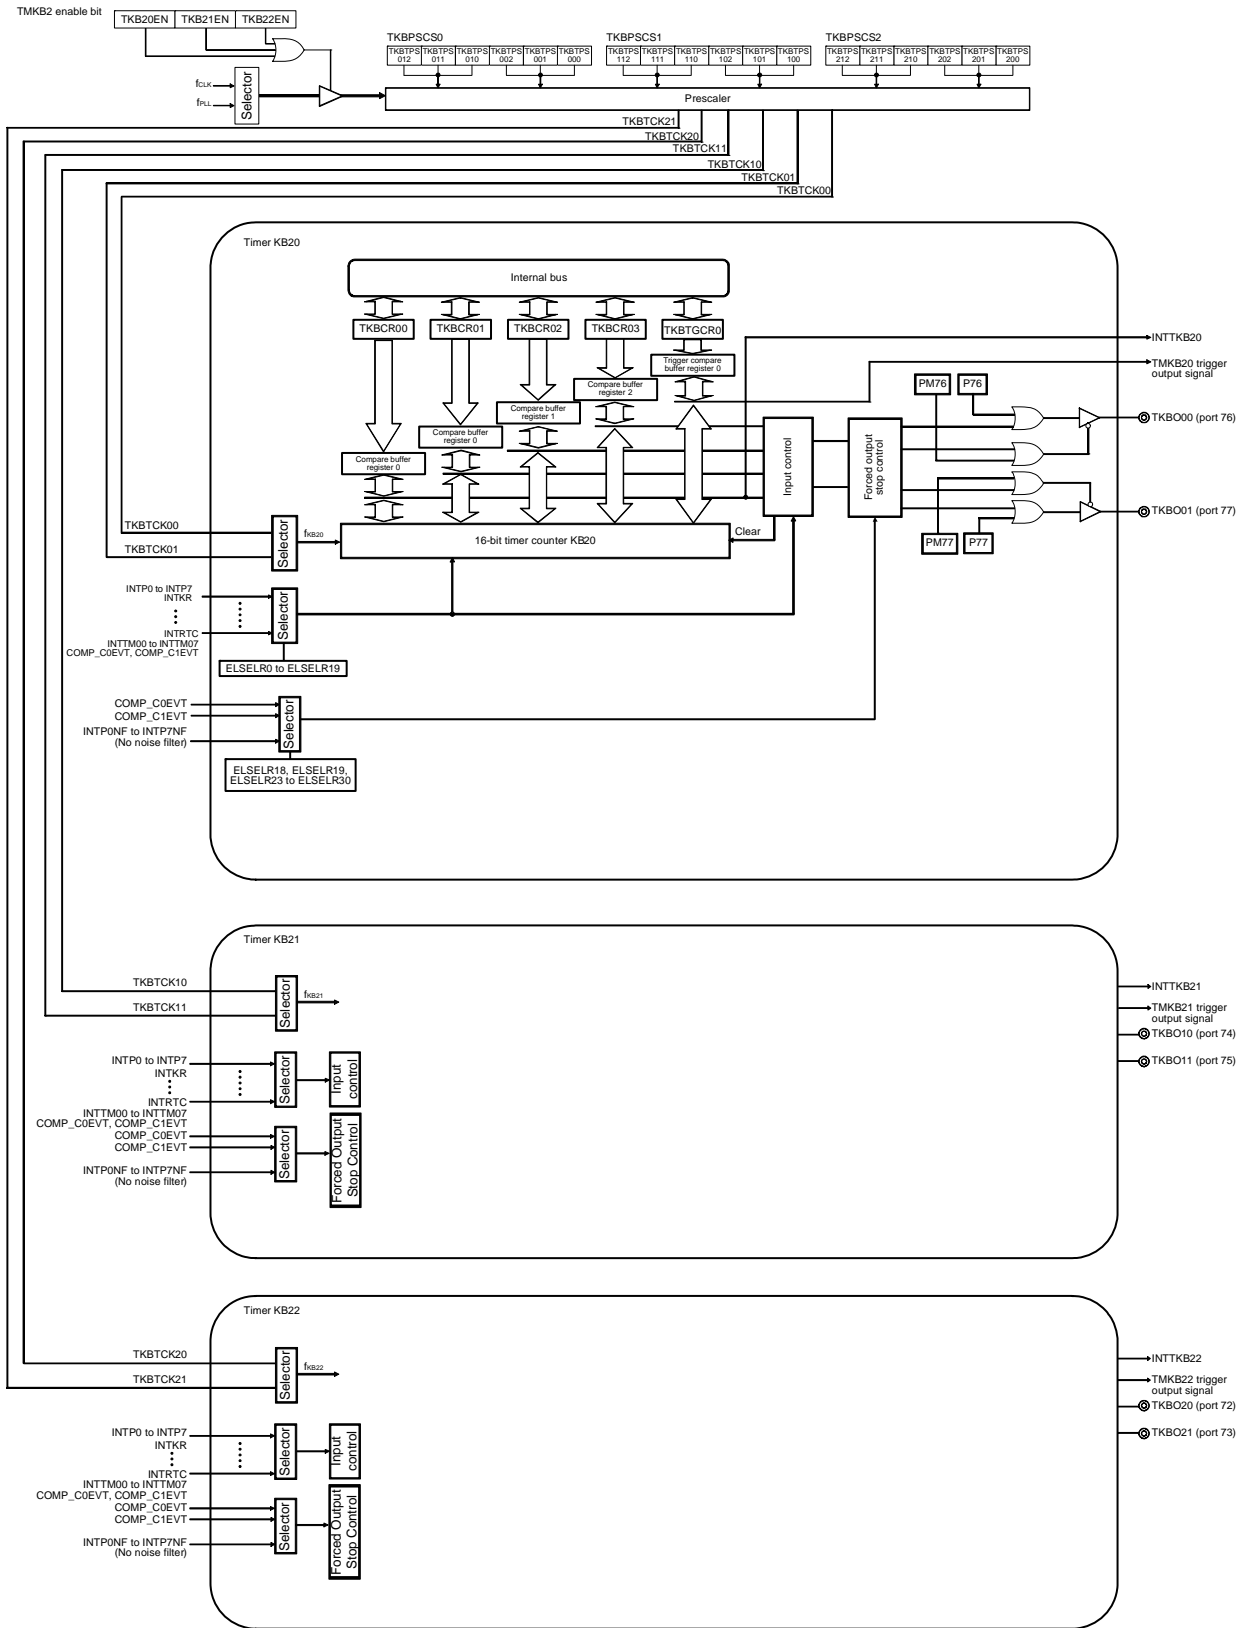 TMKB2 enable bit
TKB20EN TKB21EN TKB22EN
TKBPSCS0
TKBTPS 012 TKBTPS 011 TKBTPS 010 TKBTPS 002 TKBTPS 001 TKBTPS 000
TKBPSCS1
TKBTPS 112 TKBTPS 111 TKBTPS 110 TKBTPS 102 TKBTPS 101 TKBTPS 100
TKBPSCS2
TKBTPS 212 TKBTPS 211 TKBTPS 210 TKBTPS 202 TKBTPS 201 TKBTPS 200
fCLK
fPLL
Selector
Prescaler
TKBTCK21
TKBTCK20
TKBTCK11
TKBTCK10
TKBTCK01
TKBTCK00
Timer KB20
Internal bus
TKBCR00 TKBCR01 TKBCR02 TKBCR03 TKBTGCR0
Trigger compare
buffer register 0
Compare buffer
register 2
Compare buffer
register 1
Compare buffer
register 0
Compare buffer
register 0
INTTKB20
TMKB20 trigger
output signal
PM76
P76
TKBO00 (port 76)
Input control
Forced output
stop control
TKBO01 (port 77)
PM77
P77
TKBTCK00
TKBTCK01
Selector
fKB20
16-bit timer counter KB20
Clear
INTP0 to INTP7
INTKR
INTRTC
INTTM00 to INTTM07
COMP_C0EVT, COMP_C1EVT
Selector
ELSELR0 to ELSELR19
COMP_C0EVT
COMP_C1EVT
INTP0NF to INTP7NF
(No noise filter)
Selector
ELSELR18, ELSELR19,
ELSELR23 to ELSELR30
Timer KB21
TKBTCK10
TKBTCK11
Selector
fKB21
INTTKB21
TMKB21 trigger
output signal
TKBO10 (port 74)
TKBO11 (port 75)
INTP0 to INTP7
INTKR
INTRTC
INTTM00 to INTTM07
COMP_C0EVT, COMP_C1EVT
Selector
Input
control
COMP_C0EVT
COMP_C1EVT
INTP0NF to INTP7NF
(No noise filter)
Selector
Forced Output
Stop Control
Timer KB22
TKBTCK20
TKBTCK21
Selector
fKB22
INTTKB22
TMKB22 trigger
output signal
TKBO20 (port 72)
TKBO21 (port 73)
INTP0 to INTP7
INTKR
INTRTC
INTTM00 to INTTM07
COMP_C0EVT, COMP_C1EVT
Selector
Input
control
COMP_C0EVT
COMP_C1EVT
INTP0NF to INTP7NF
(No noise filter)
Selector
Forced Output
Stop Control